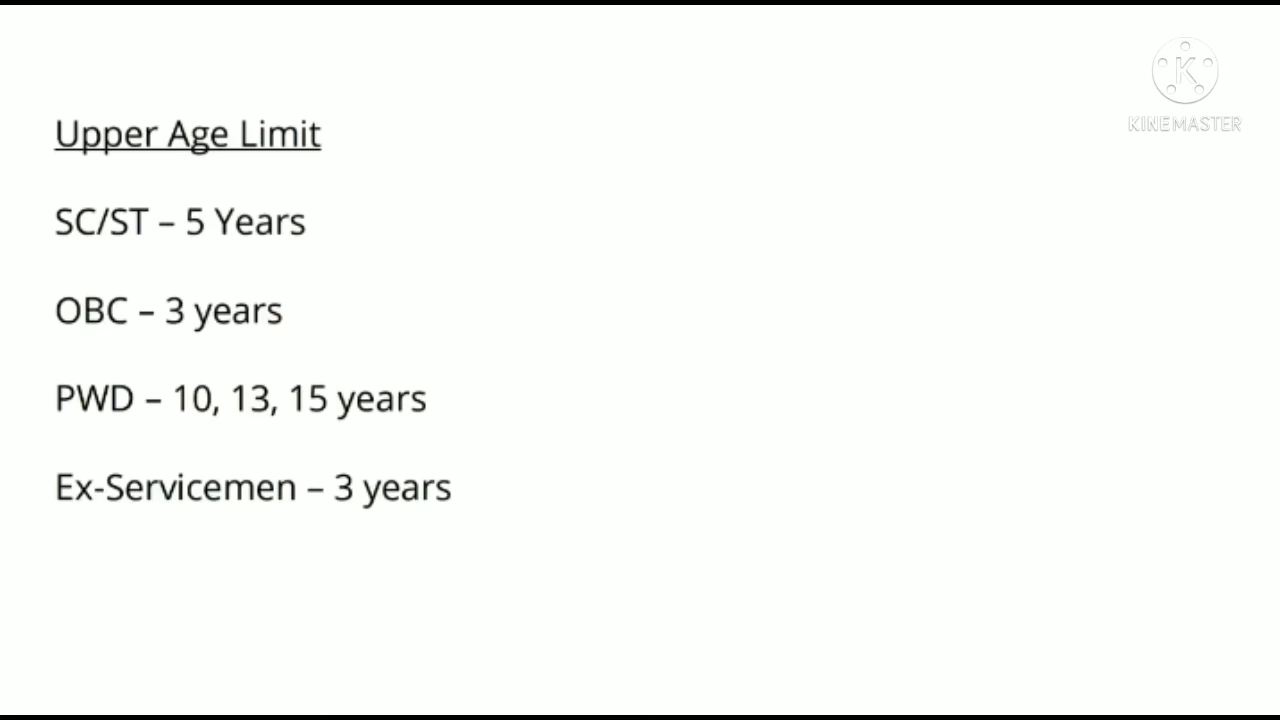 Upper Age Limit
SC/ST – 5 Years
OBC – 3 years
PWD – 10, 13, 15 years
Ex-Servicemen – 3 years
K
KINEMASTER